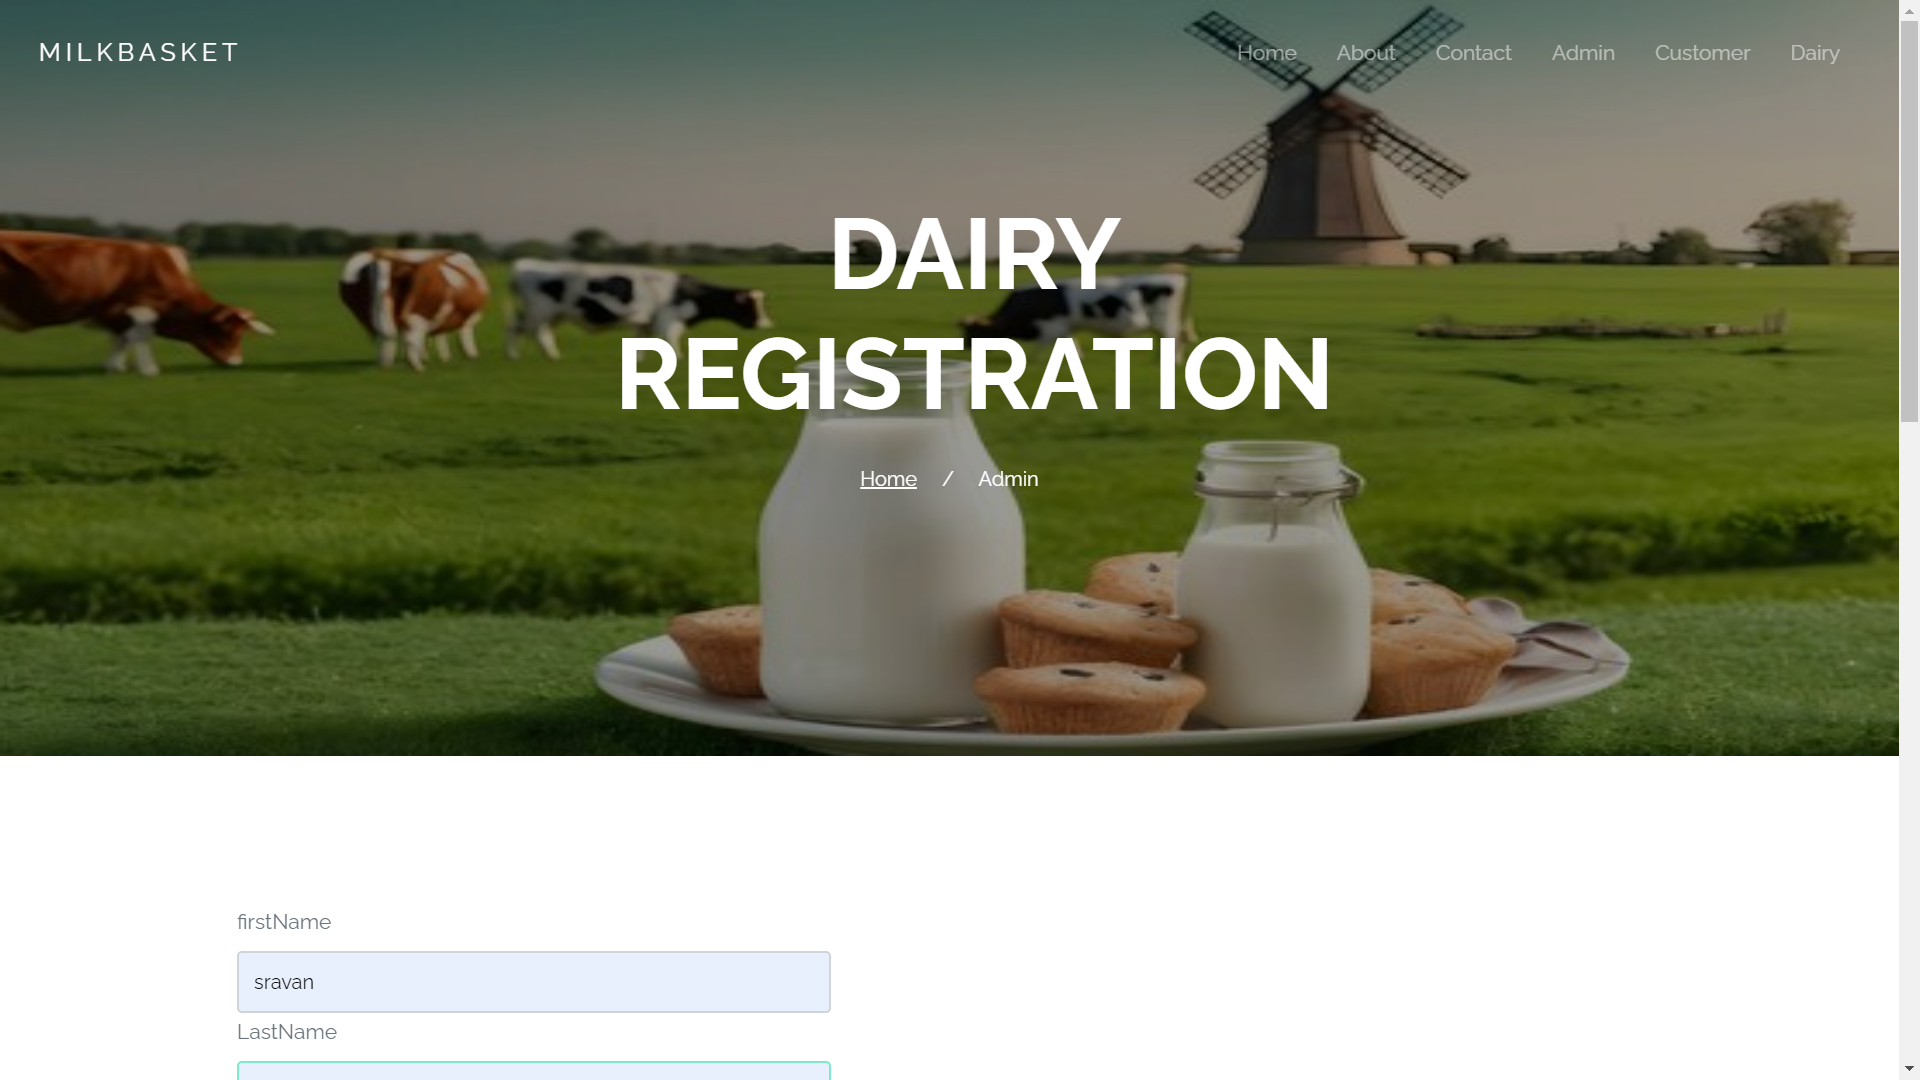 MILKBASKET
Home About Contact Admin Customer Dairy
DAIRY
REGISTRATION
Home / Admin
firstName
sravan
LastName